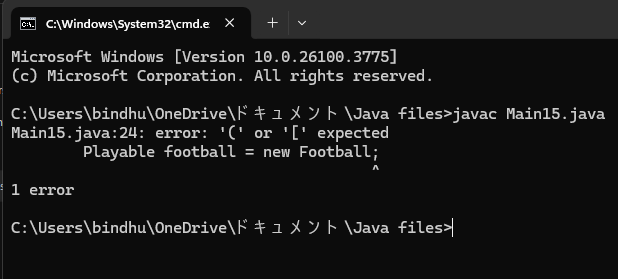 C:\Windows\System32\cmd.e
Microsoft Windows [Version 10.0.26100.3775]
(c) Microsoft Corporation. All rights reserved.
C:\Users\bindhu\OneDrive\ドキュメント\Java files>javac Main15.java
Main15.java:24: error: '(' or '[' expected
        Playable football = new Football;
                                        ^
1 error
C:\Users\bindhu\OneDrive\ドキュメント\Java files>